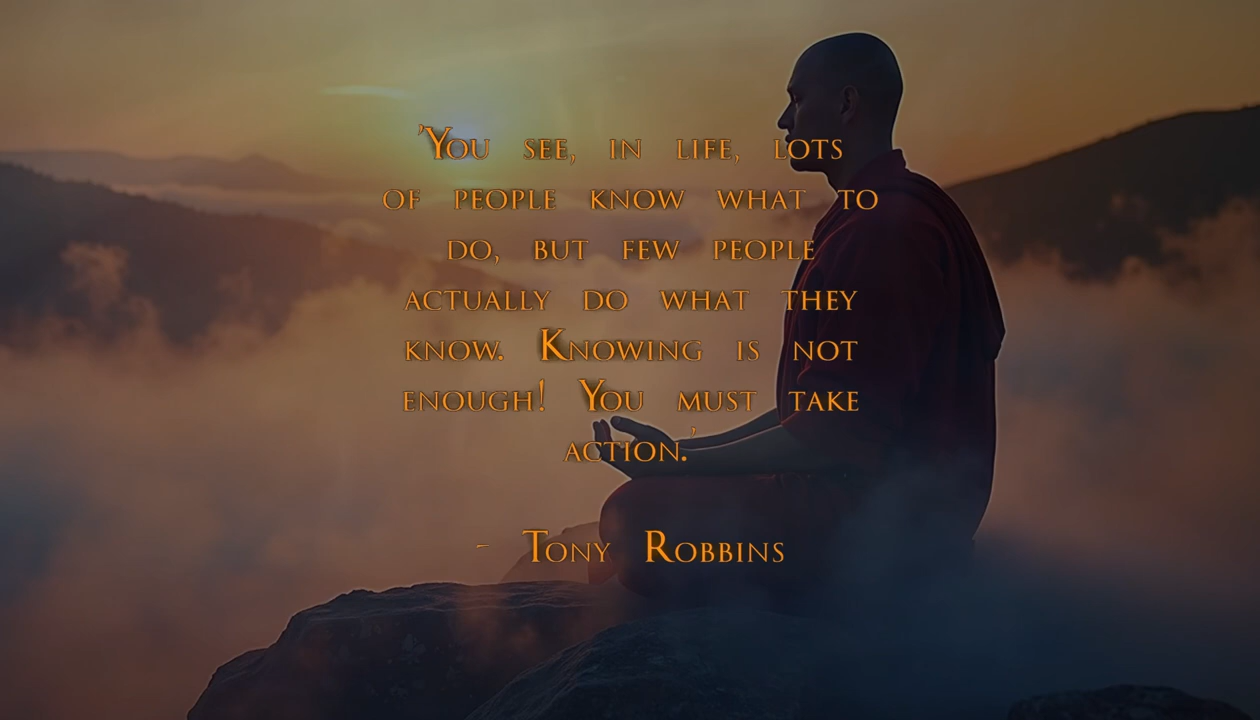 'You see, in life, lots
of people know what to
do, but few people
actually do what they
know. Knowing is not
enough! You must take
action.'
- Tony Robbins